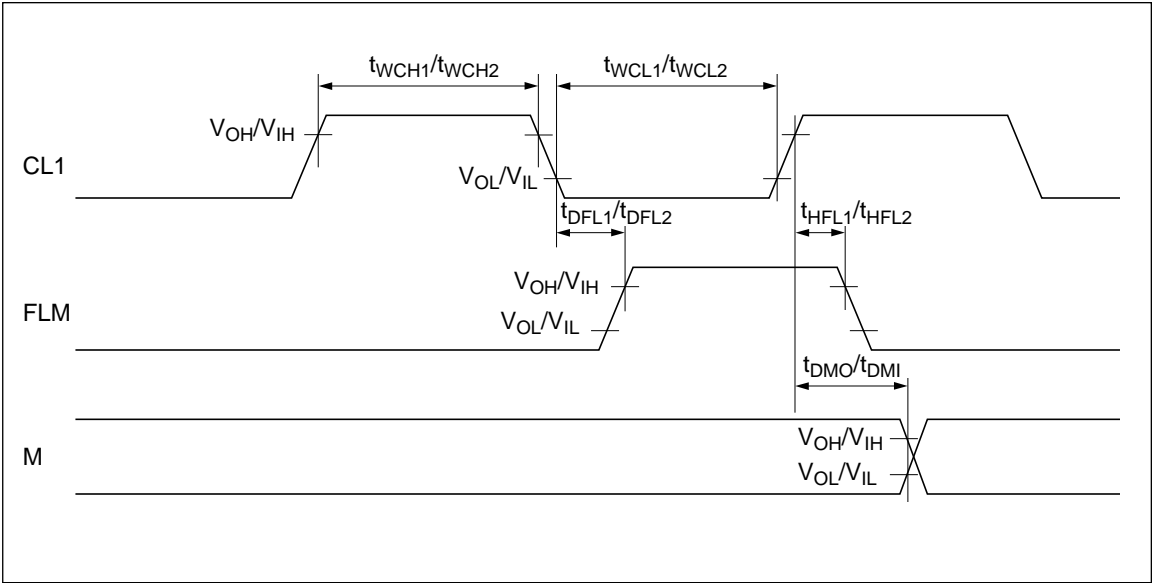 tWCH1/tWCH2
tWCL1/tWCL2
VOH/VIH
CL1
VOL/VIL
tDFL1/tDFL2
tHFL1/tHFL2
VOH/VIH
FLM
VOL/VIL
tDMO/tDMI
VOH/VIH
M
VOL/VIL